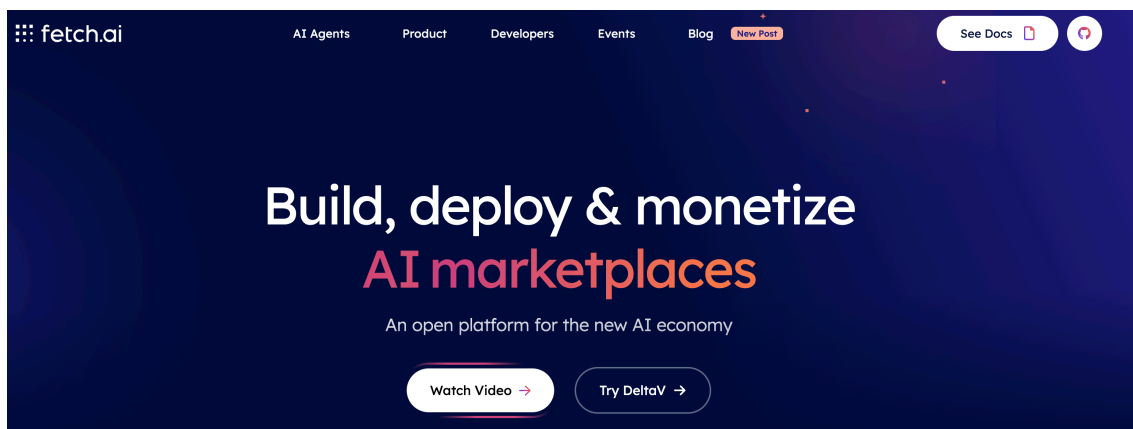 fetch.ai
AI Agents
Product
Developers
Events
Blog
New Post
See Docs
Build, deploy & monetize
AI marketplaces
An open platform for the new AI economy
Watch Video →
Try DeltaV →